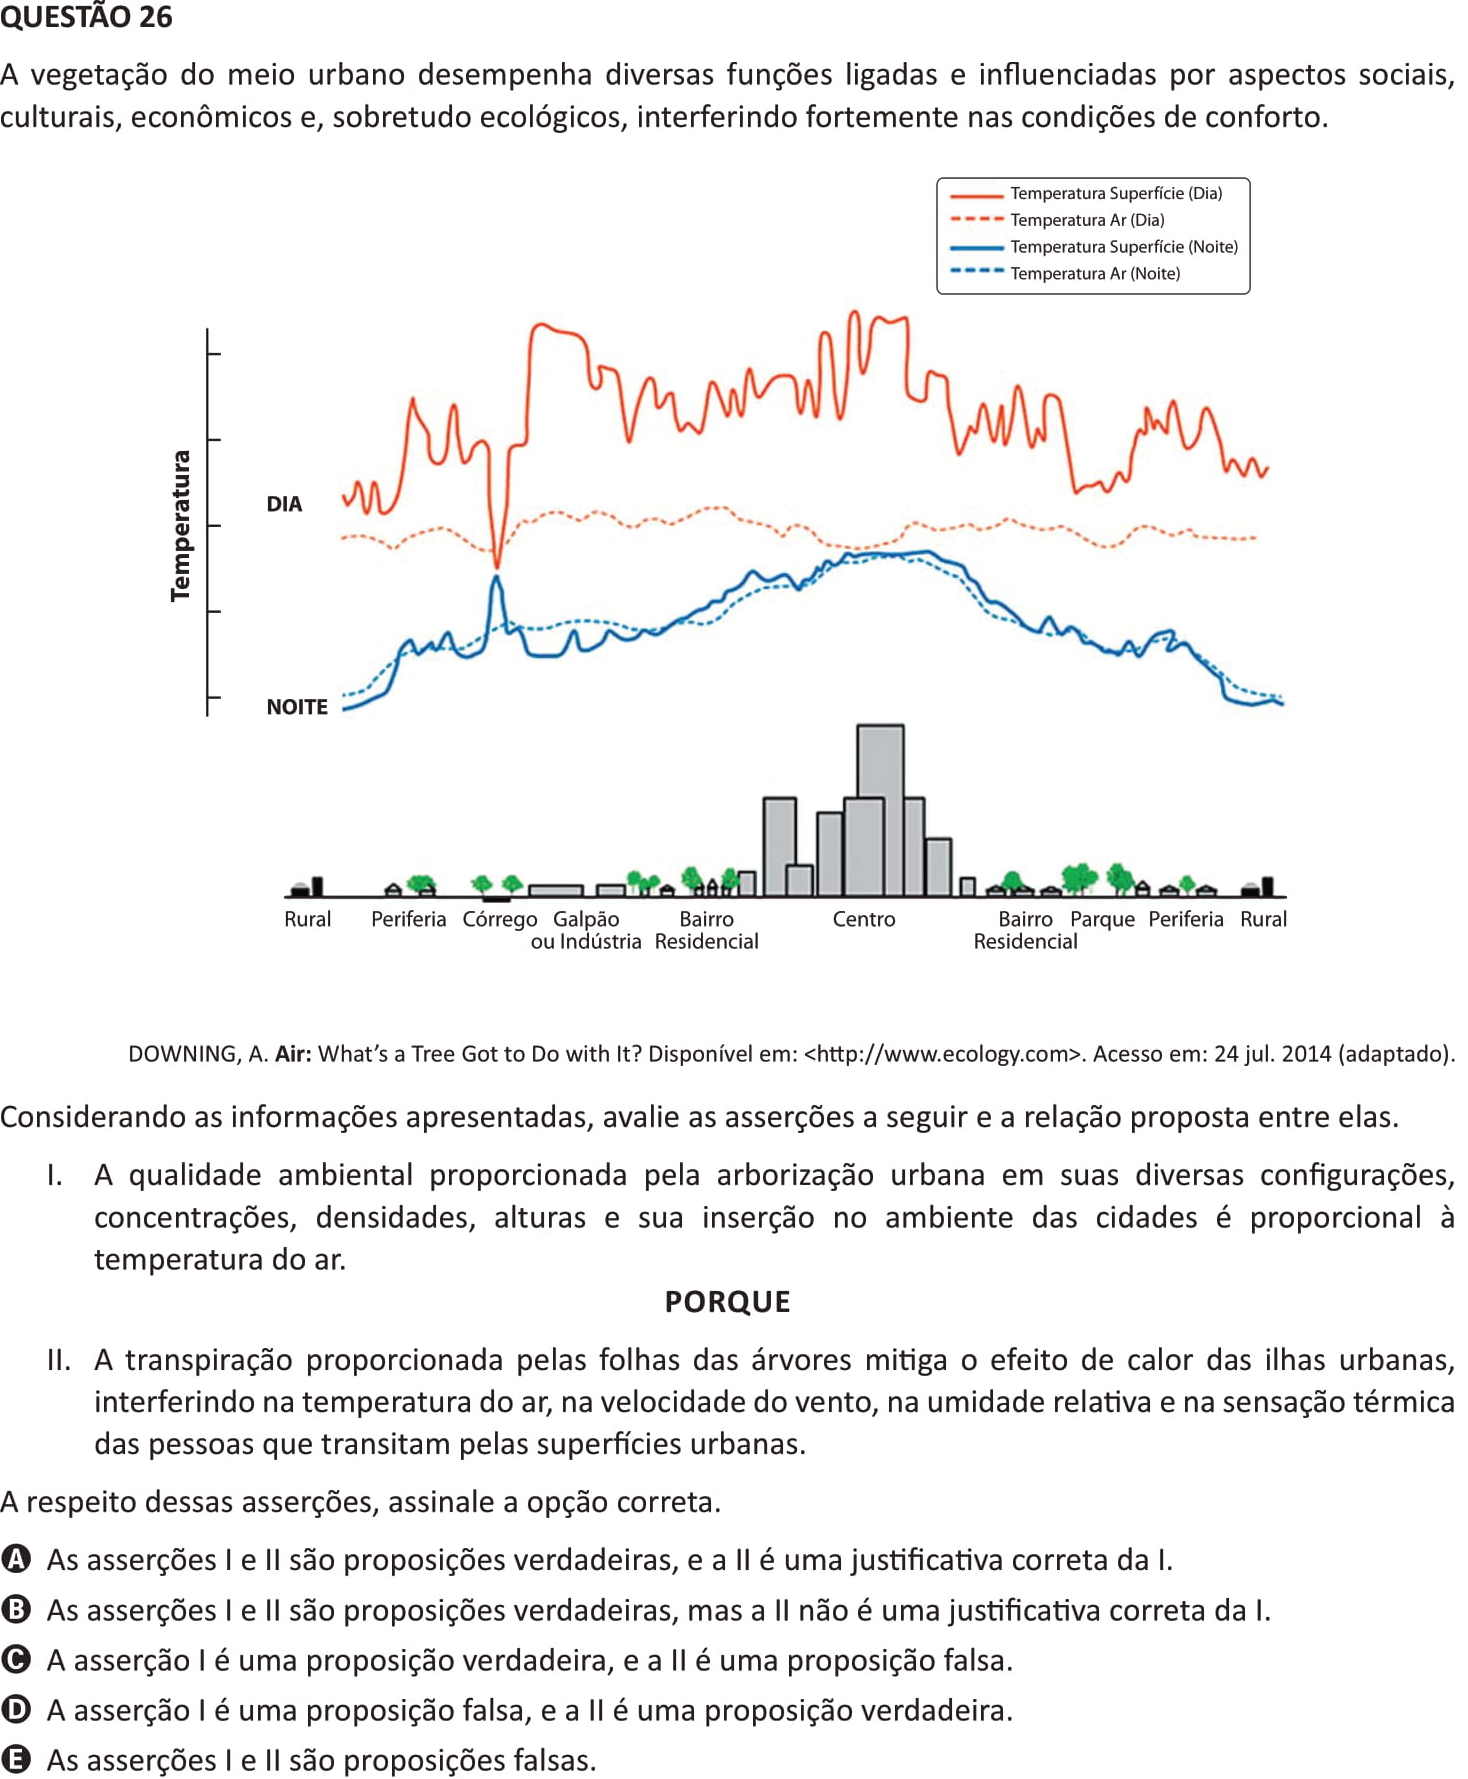 QUESTÃO 26
A vegetação do meio urbano desempenha diversas funções ligadas e influenciadas por aspectos sociais,
culturais, econômicos e, sobretudo ecológicos, interferindo fortemente nas condições de conforto.
Temperatura Superfície (Dia)
Temperatura Ar (Dia)
Temperatura Superfície (Noite)
Temperatura Ar (Noite)
Temperatura
DIA
NOITE
Rural Periferia Córrego Galpão Bairro Centro Bairro Parque Periferia Rural
ou Indústria Residencial Residencial
DOWNING, A. Air: What's a Tree Got to Do with It? Disponível em: <http://www.ecology.com>. Acesso em: 24 jul. 2014 (adaptado).
Considerando as informações apresentadas, avalie as asserções a seguir e a relação proposta entre elas.
I. A qualidade ambiental proporcionada pela arborização urbana em suas diversas configurações,
concentrações, densidades, alturas e sua inserção no ambiente das cidades é proporcional à
temperatura do ar.
PORQUE
II. A transpiração proporcionada pelas folhas das árvores mitiga o efeito de calor das ilhas urbanas,
interferindo na temperatura do ar, na velocidade do vento, na umidade relativa e na sensação térmica
das pessoas que transitam pelas superfícies urbanas.
A respeito dessas asserções, assinale a opção correta.
A As asserções I e II são proposições verdadeiras, e a II é uma justificativa correta da I.
B As asserções I e II são proposições verdadeiras, mas a II não é uma justificativa correta da I.
C A asserção I é uma proposição verdadeira, e a II é uma proposição falsa.
D A asserção I é uma proposição falsa, e a II é uma proposição verdadeira.
E As asserções I e II são proposições falsas.